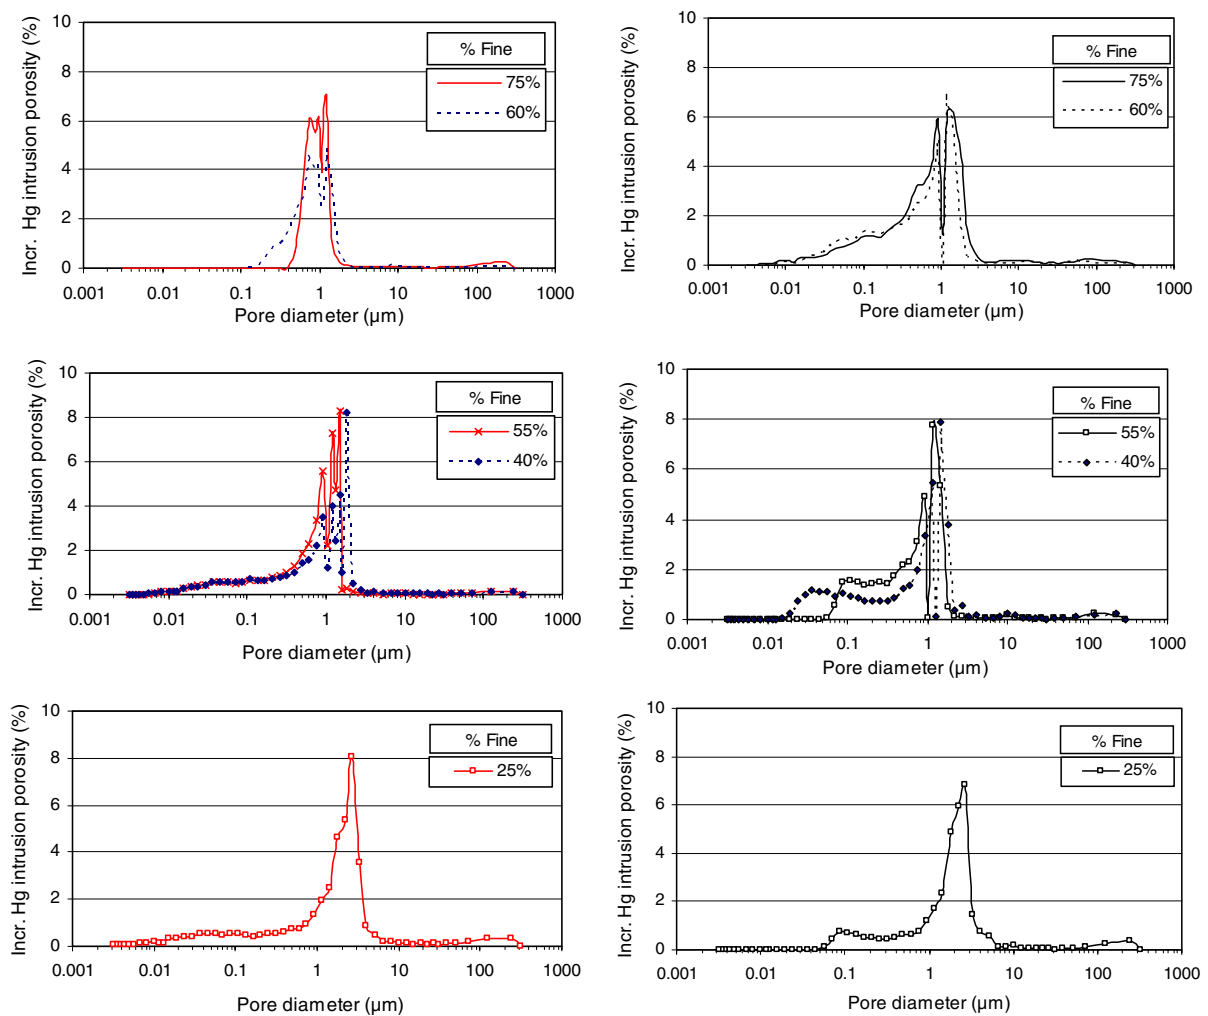 Incr. Hg intrusion porosity (%)
10
8
6
4
2
0
% Fine
75%
60%
0.001 0.01 0.1 1 10 100 1000
Pore diameter (µm)
Incr. Hg intrusion porosity (%)
10
8
6
4
2
0
% Fine
75%
60%
0.001 0.01 0.1 1 10 100 1000
Pore diameter (µm)
Incr. Hg intrusion porosity (%)
10
8
6
4
2
0
% Fine
55%
40%
0.001 0.01 0.1 1 10 100 1000
Pore diameter (µm)
Incr. Hg intrusion porosity (%)
10
8
6
4
2
0
% Fine
55%
40%
0.001 0.01 0.1 1 10 100 1000
Pore diameter (µm)
Incr. Hg intrusion porosity (%)
10
8
6
4
2
0
% Fine
25%
0.001 0.01 0.1 1 10 100 1000
Pore diameter (µm)
Incr. Hg intrusion porosity (%)
10
8
6
4
2
0
% Fine
25%
0.001 0.01 0.1 1 10 100 1000
Pore diameter (µm)